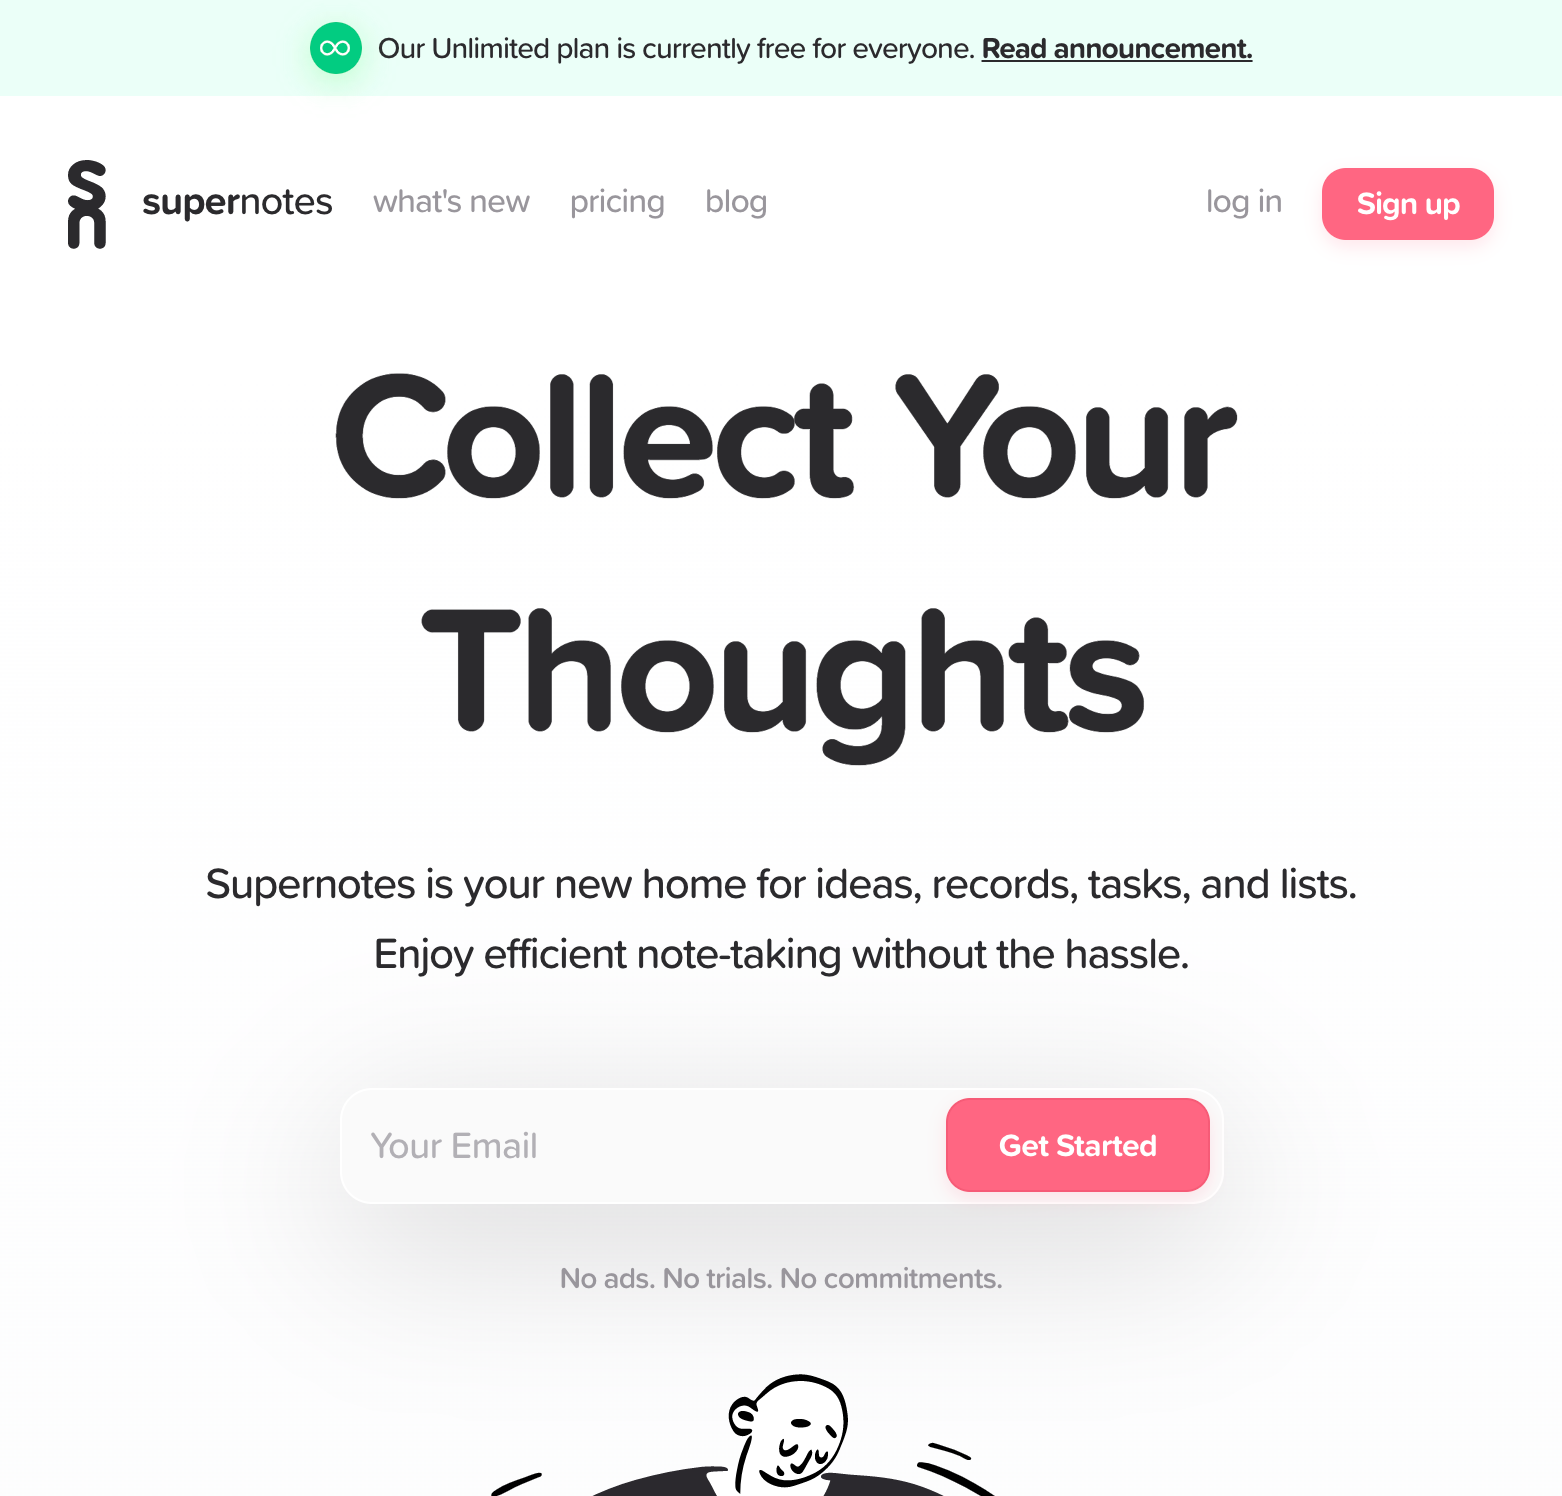 Our Unlimited plan is currently free for everyone. Read announcement.
sn
supernotes what's new pricing blog log in Sign up
Collect Your
Thoughts
Supernotes is your new home for ideas, records, tasks, and lists.
Enjoy efficient note-taking without the hassle.
Your Email Get Started
No ads. No trials. No commitments.